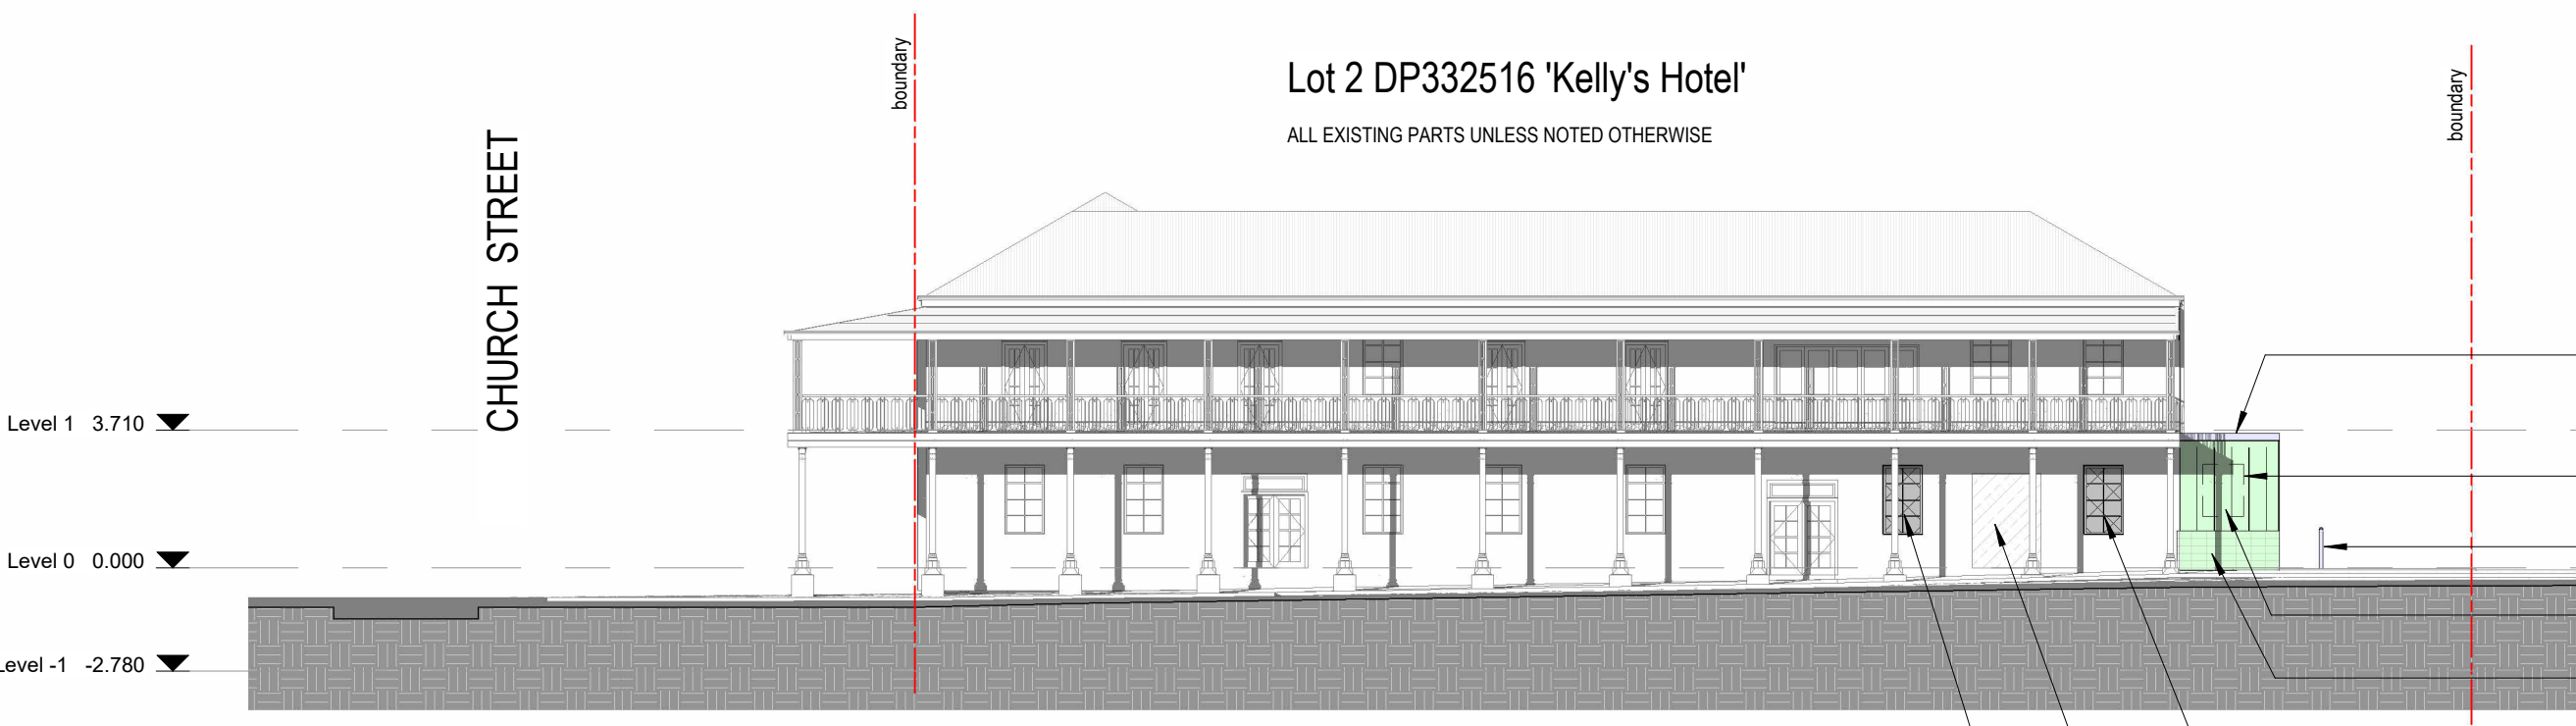 boundary
Lot 2 DP332516 'Kelly's Hotel'
ALL EXISTING PARTS UNLESS NOTED OTHERWISE
boundary
CHURCH STREET
Level 1 3.710
Level 0 0.000
Level -1 -2.780